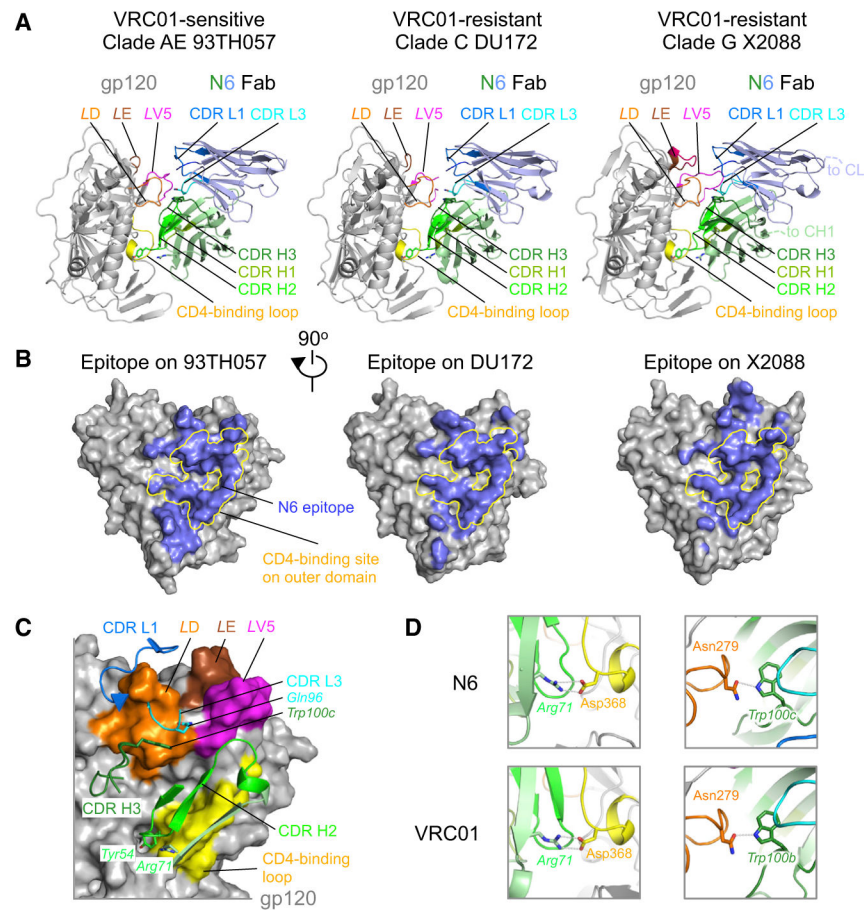 A
VRC01-sensitive
Clade AE 93TH057
VRC01-resistant
Clade C DU172
VRC01-resistant
Clade G X2088
gp120 N6 Fab
gp120 N6 Fab
gp120 N6 Fab
LD LE LV5 CDR L1 CDR L3
LD LE LV5 CDR L1 CDR L3
LD LE LV5 CDR L1 CDR L3
to CL
to CH1
CDR H3
CDR H1
CDR H2
CD4-binding loop
CDR H3
CDR H1
CDR H2
CD4-binding loop
CDR H3
CDR H1
CDR H2
CD4-binding loop
B
90°
Epitope on 93TH057
Epitope on DU172
Epitope on X2088
N6 epitope
CD4-binding site
on outer domain
C
CDR L1 LD LE LV5
CDR L3
Gln96
Trp100c
CDR H3
CDR H2
Tyr54
Arg71
CD4-binding
loop
gp120
D
N6
Arg71
Asp368
Asn279
Trp100c
VRC01
Arg71
Asp368
Asn279
Trp100b